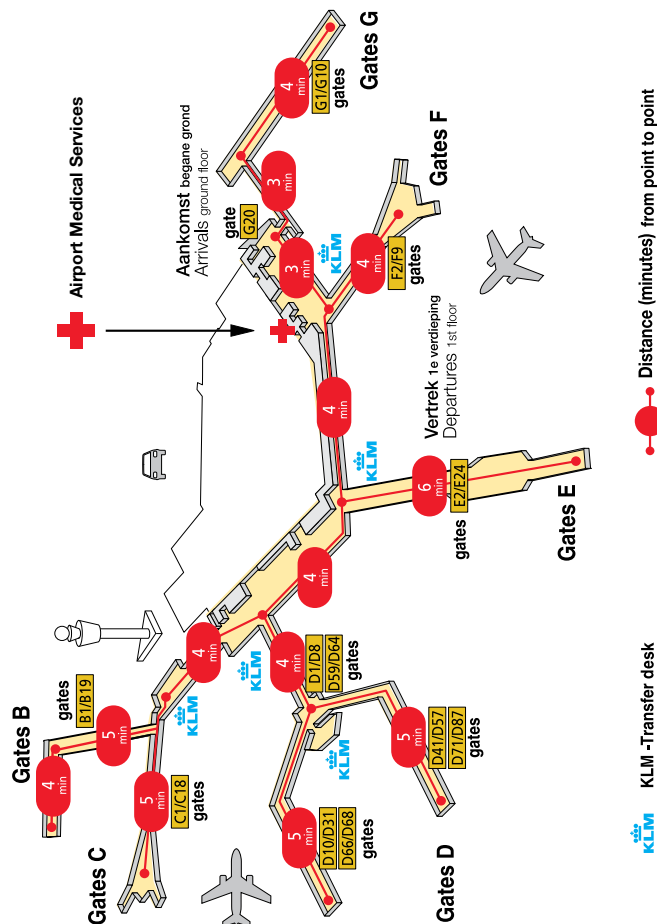 Gates B
4
min
gates
B1/B19
5
min
Gates C
5
min
C1/C18
gates
KLM
4
min
KLM
4
min
D1/D8
D59/D64
gates
KLM
5
min
D10/D31
D66/D68
gates
5
min
D41/D57
D71/D87
gates
Gates D
4
min
KLM
6
min
E2/E24
gates
Gates E
Vertrek 1e verdieping
Departures 1st floor
4
min
4
min
F2/F9
gates
Gates F
KLM
3
min
gate
G20
3
min
4
min
G1/G10
gates
Gates G
Aankomst begane grond
Arrivals ground floor
Airport Medical Services
KLM KLM -Transfer desk
Distance (minutes) from point to point